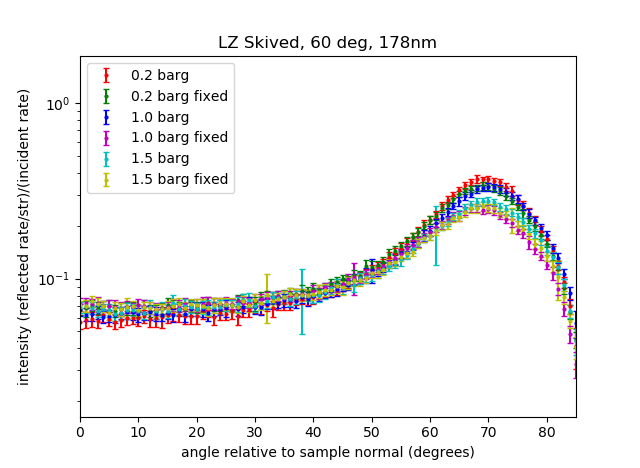 LZ Skived, 60 deg, 178nm
0.2 barg
0.2 barg fixed
1.0 barg
1.0 barg fixed
1.5 barg
1.5 barg fixed
10⁰
10⁻¹
intensity (reflected rate/str)/(incident rate)
0 10 20 30 40 50 60 70 80
angle relative to sample normal (degrees)